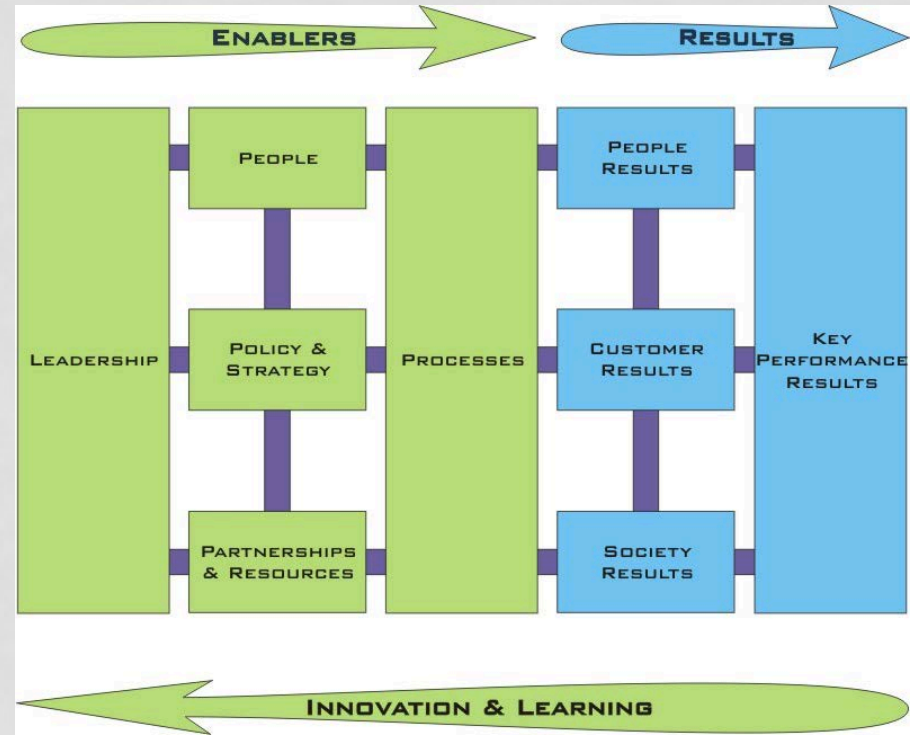 ENABLERS
RESULTS
LEADERSHIP
PEOPLE
POLICY &
STRATEGY
PARTNERSHIPS
& RESOURCES
PROCESSES
PEOPLE
RESULTS
CUSTOMER
RESULTS
SOCIETY
RESULTS
KEY
PERFORMANCE
RESULTS
INNOVATION & LEARNING